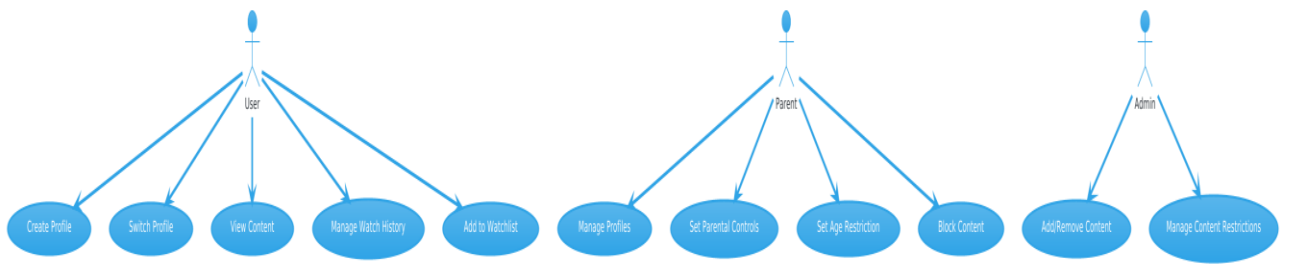 User
Parent
Admin
Create Profile
Switch Profile
View Content
Manage Watch History
Add to Watchlist
Manage Profiles
Set Parental Controls
Set Age Restriction
Block Content
Add/Remove Content
Manage Content Restrictions